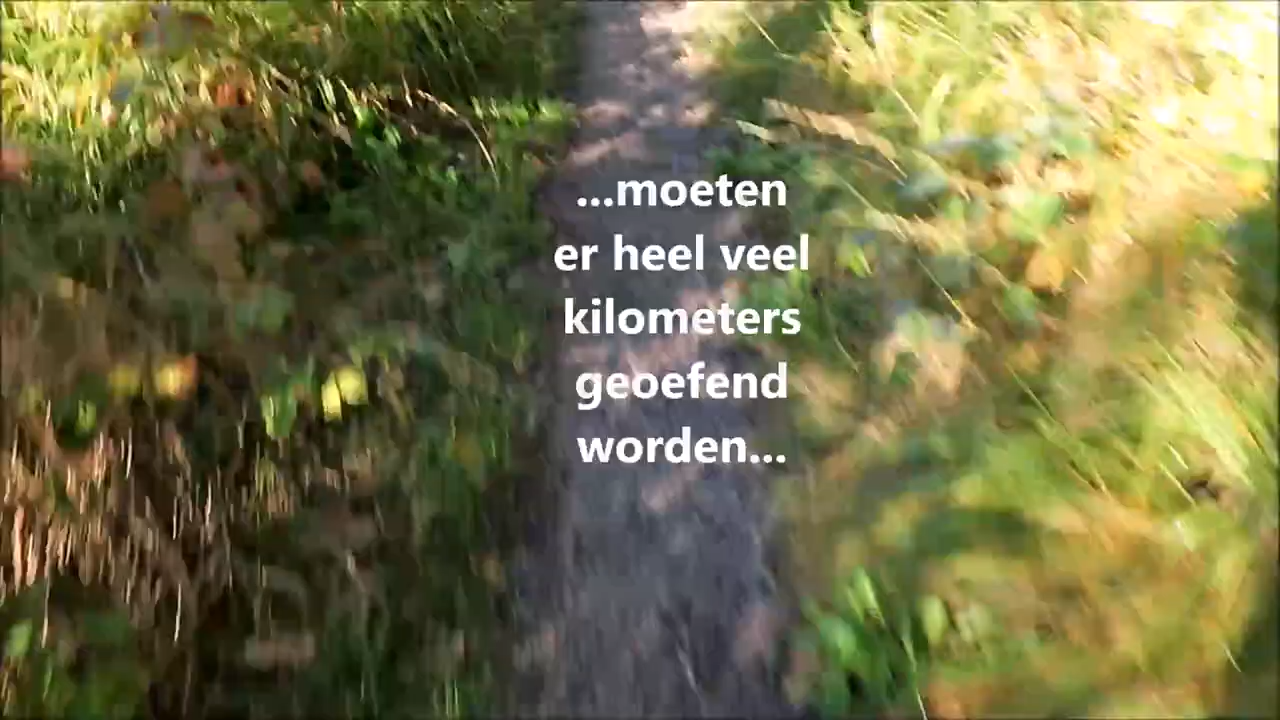 ...moeten
er heel veel
kilometers
geoefend
worden...